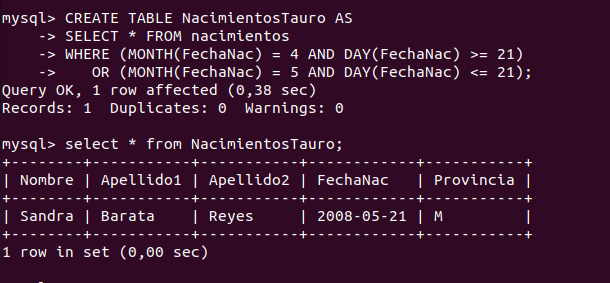 mysql> CREATE TABLE NacimientosTauro AS
    -> SELECT * FROM nacimientos
    -> WHERE (MONTH(FechaNac) = 4 AND DAY(FechaNac) >= 21)
    ->    OR (MONTH(FechaNac) = 5 AND DAY(FechaNac) <= 21);
Query OK, 1 row affected (0,38 sec)
Records: 1  Duplicates: 0  Warnings: 0

mysql> select * from NacimientosTauro;
+--------+-----------+-----------+------------+-----------+
| Nombre | Apellido1 | Apellido2 | FechaNac   | Provincia |
+--------+-----------+-----------+------------+-----------+
| Sandra | Barata    | Reyes     | 2008-05-21 | M         |
+--------+-----------+-----------+------------+-----------+
1 row in set (0,00 sec)